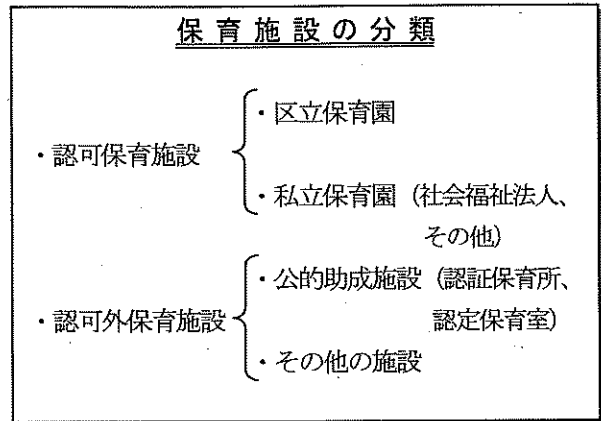 保育施設の分類
・区立保育園
・認可保育施設
・私立保育園（社会福祉法人、
その他）
・公的助成施設（認証保育所、
・認可外保育施設
認定保育室）
・その他の施設